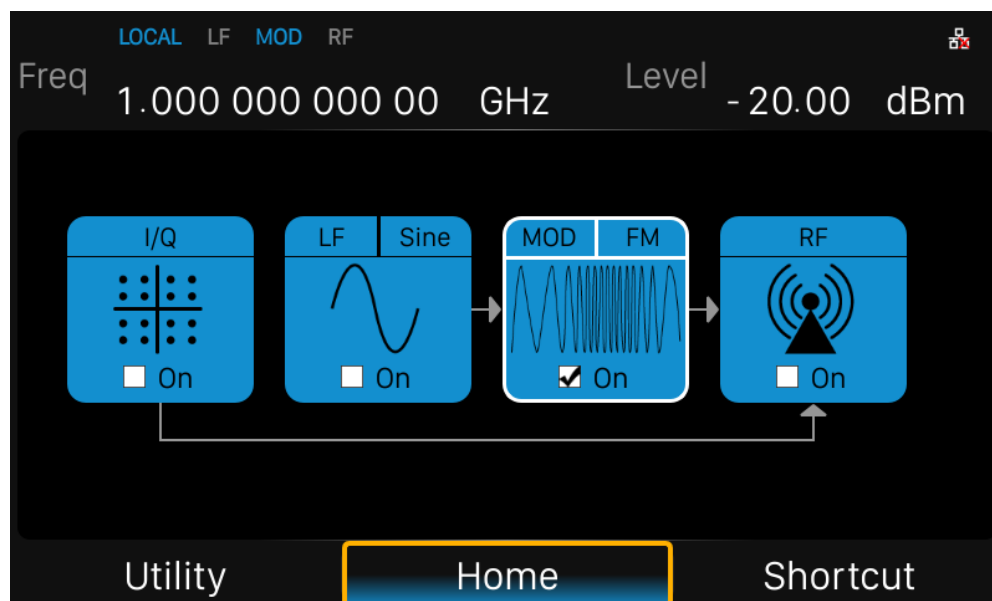 LOCAL LF MOD RF
Freq 1.000 000 000 00 GHz Level - 20.00 dBm
I/Q LF Sine MOD FM RF
On On On On
Utility Home Shortcut